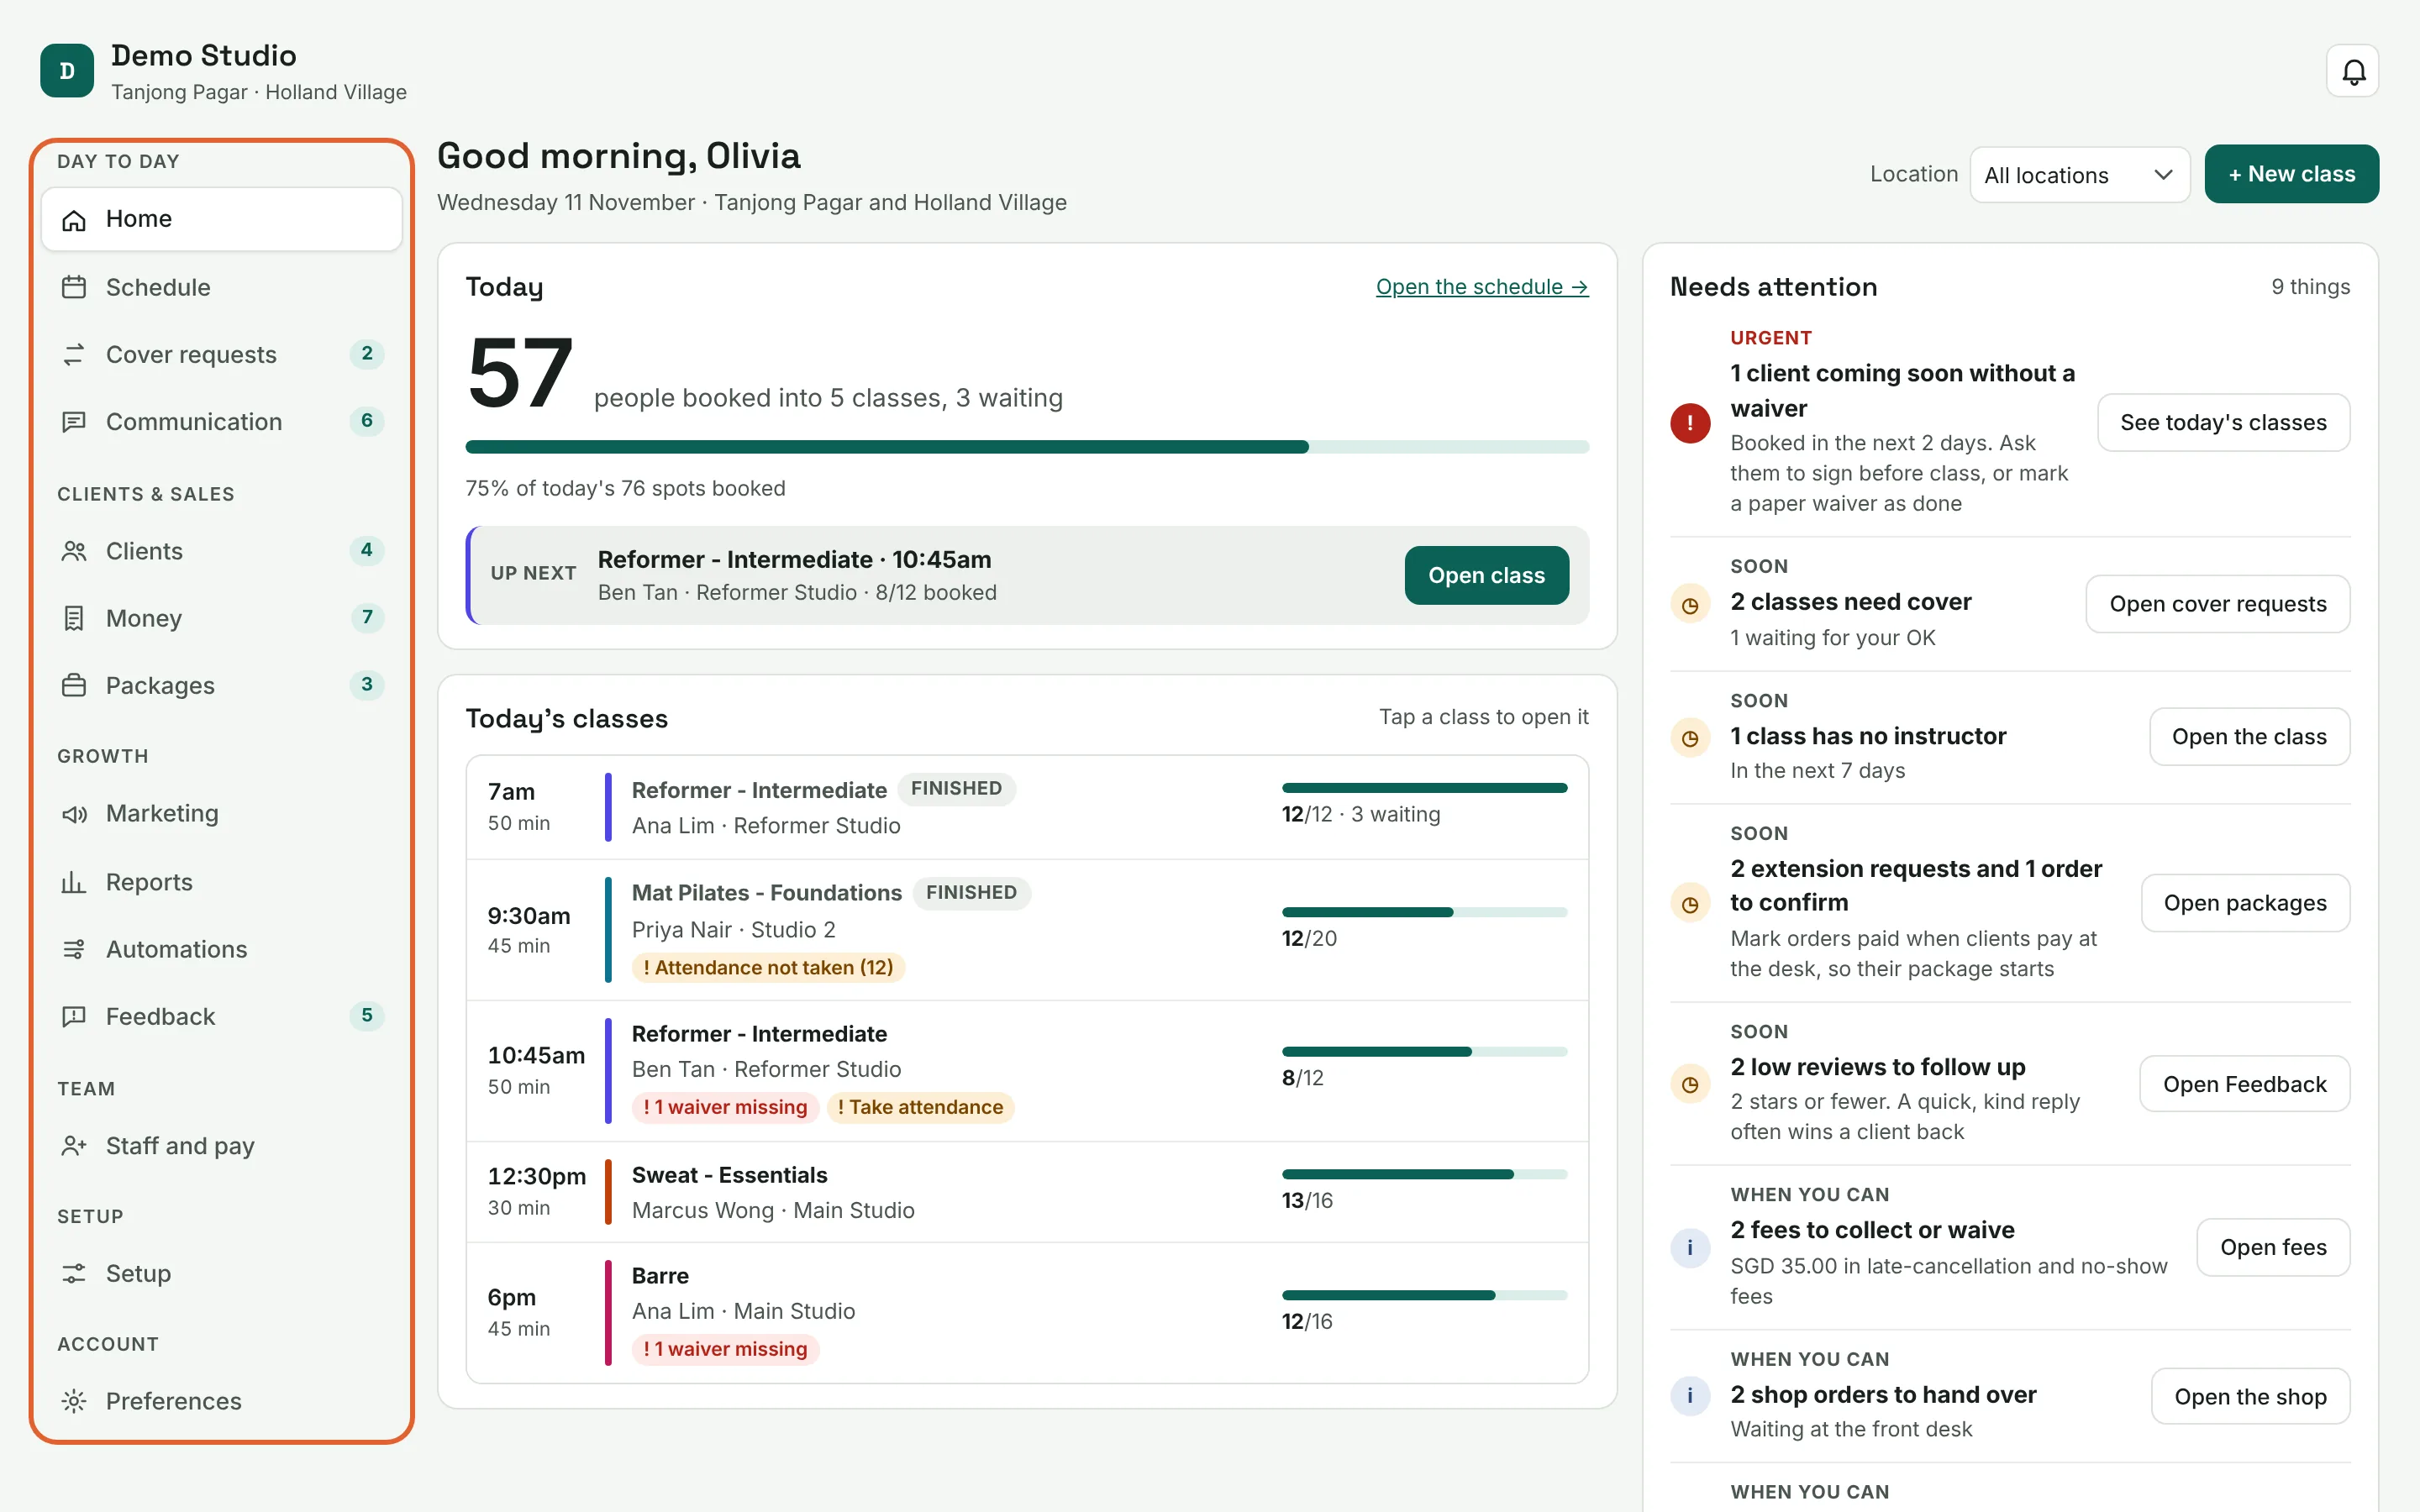 D
Demo Studio
Tanjong Pagar · Holland Village
DAY TO DAY
Home
Schedule
Cover requests 2
Communication 6
CLIENTS & SALES
Clients 4
Money 7
Packages 3
GROWTH
Marketing
Reports
Automations
Feedback 5
TEAM
Staff and pay
SETUP
Setup
ACCOUNT
Preferences
Good morning, Olivia
Wednesday 11 November · Tanjong Pagar and Holland Village
Location All locations + New class
Today Open the schedule →
57 people booked into 5 classes, 3 waiting
75% of today's 76 spots booked
UP NEXT
Reformer - Intermediate · 10:45am
Ben Tan · Reformer Studio · 8/12 booked
Open class
Today's classes Tap a class to open it
7am
50 min
Reformer - Intermediate FINISHED
Ana Lim · Reformer Studio
12/12 · 3 waiting
9:30am
45 min
Mat Pilates - Foundations FINISHED
Priya Nair · Studio 2
! Attendance not taken (12)
12/20
10:45am
50 min
Reformer - Intermediate
Ben Tan · Reformer Studio
! 1 waiver missing ! Take attendance
8/12
12:30pm
30 min
Sweat - Essentials
Marcus Wong · Main Studio
13/16
6pm
45 min
Barre
Ana Lim · Main Studio
! 1 waiver missing
12/16
Needs attention 9 things
URGENT
!
1 client coming soon without a
waiver
Booked in the next 2 days. Ask
them to sign before class, or mark
a paper waiver as done
See today's classes
SOON
2 classes need cover
1 waiting for your OK
Open cover requests
SOON
1 class has no instructor
In the next 7 days
Open the class
SOON
2 extension requests and 1 order
to confirm
Mark orders paid when clients pay at
the desk, so their package starts
Open packages
SOON
2 low reviews to follow up
2 stars or fewer. A quick, kind reply
often wins a client back
Open Feedback
WHEN YOU CAN
i
2 fees to collect or waive
SGD 35.00 in late-cancellation and no-show
fees
Open fees
WHEN YOU CAN
i
2 shop orders to hand over
Waiting at the front desk
Open the shop
WHEN YOU CAN